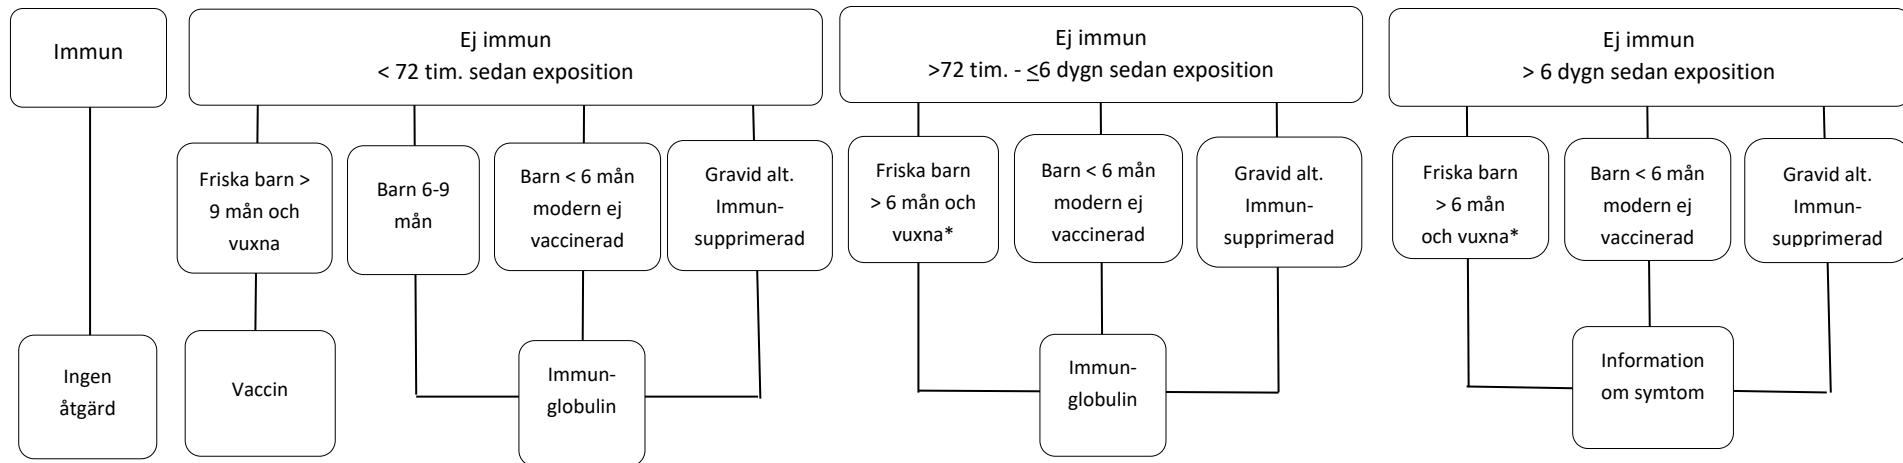 Immun
Ej immun
< 72 tim. sedan exposition
Ej immun
>72 tim. - ≤6 dygn sedan exposition
Ej immun
> 6 dygn sedan exposition
Friska barn >
9 mån och
vuxna
Barn 6-9
mån
Barn < 6 mån
modern ej
vaccinerad
Gravid alt.
Immun-
supprimerad
Friska barn
> 6 mån och
vuxna*
Barn < 6 mån
modern ej
vaccinerad
Gravid alt.
Immun-
supprimerad
Friska barn
> 6 mån
och vuxna*
Barn < 6 mån
modern ej
vaccinerad
Gravid alt.
Immun-
supprimerad
Ingen
åtgärd
Vaccin
Immun-
globulin
Immun-
globulin
Information
om symtom